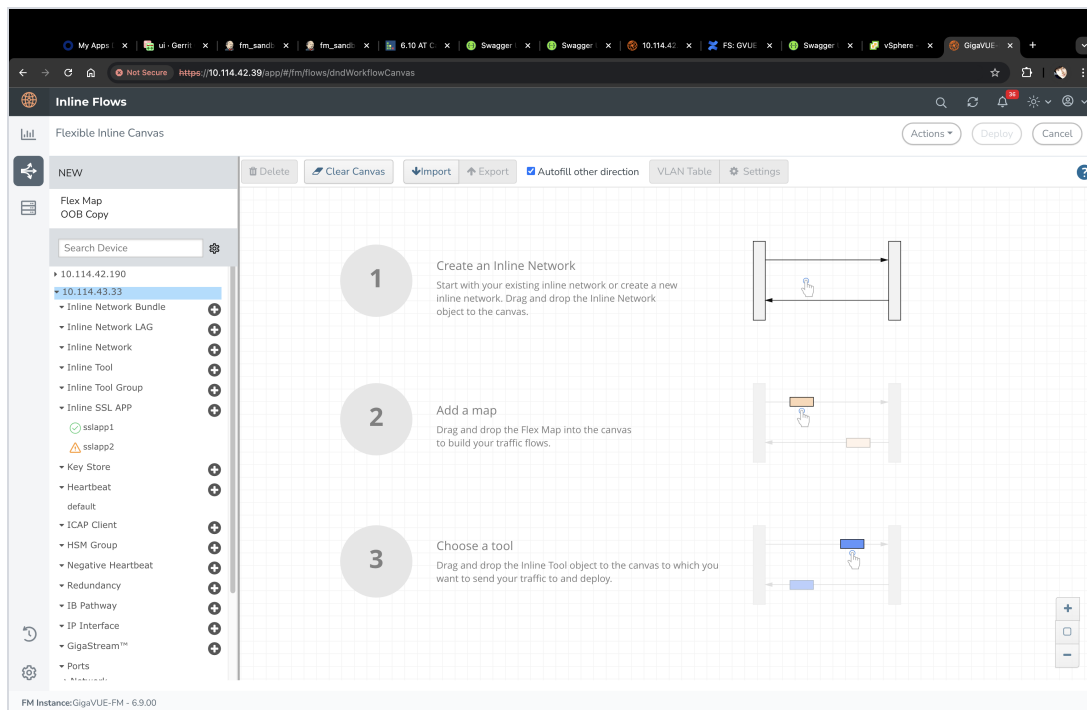 My Apps
ui · Gerrit
fm_sandb
fm_sandb
6.10 AT C
Swagger
Swagger
10.114.42
FS: GVUE
Swagger
vSphere -
GigaVUE-
Not Secure https://10.114.42.39/app/#/fm/flows/dndWorkflowCanvas
Inline Flows
36
Flexible Inline Canvas
Actions
Deploy
Cancel
NEW
Delete
Clear Canvas
Import
Export
Autofill other direction
VLAN Table
Settings
?
Flex Map
OOB Copy
Search Device
10.114.42.190
10.114.43.33
Inline Network Bundle
Inline Network LAG
Inline Network
Inline Tool
Inline Tool Group
Inline SSL APP
sslapp1
sslapp2
Key Store
Heartbeat
default
ICAP Client
HSM Group
Negative Heartbeat
Redundancy
IB Pathway
IP Interface
GigaStream™
Ports
1
Create an Inline Network
Start with your existing inline network or create a new
inline network. Drag and drop the Inline Network
object to the canvas.
2
Add a map
Drag and drop the Flex Map into the canvas
to build your traffic flows.
3
Choose a tool
Drag and drop the Inline Tool object to the canvas to which you
want to send your traffic to and deploy.
FM Instance:GigaVUE-FM - 6.9.00